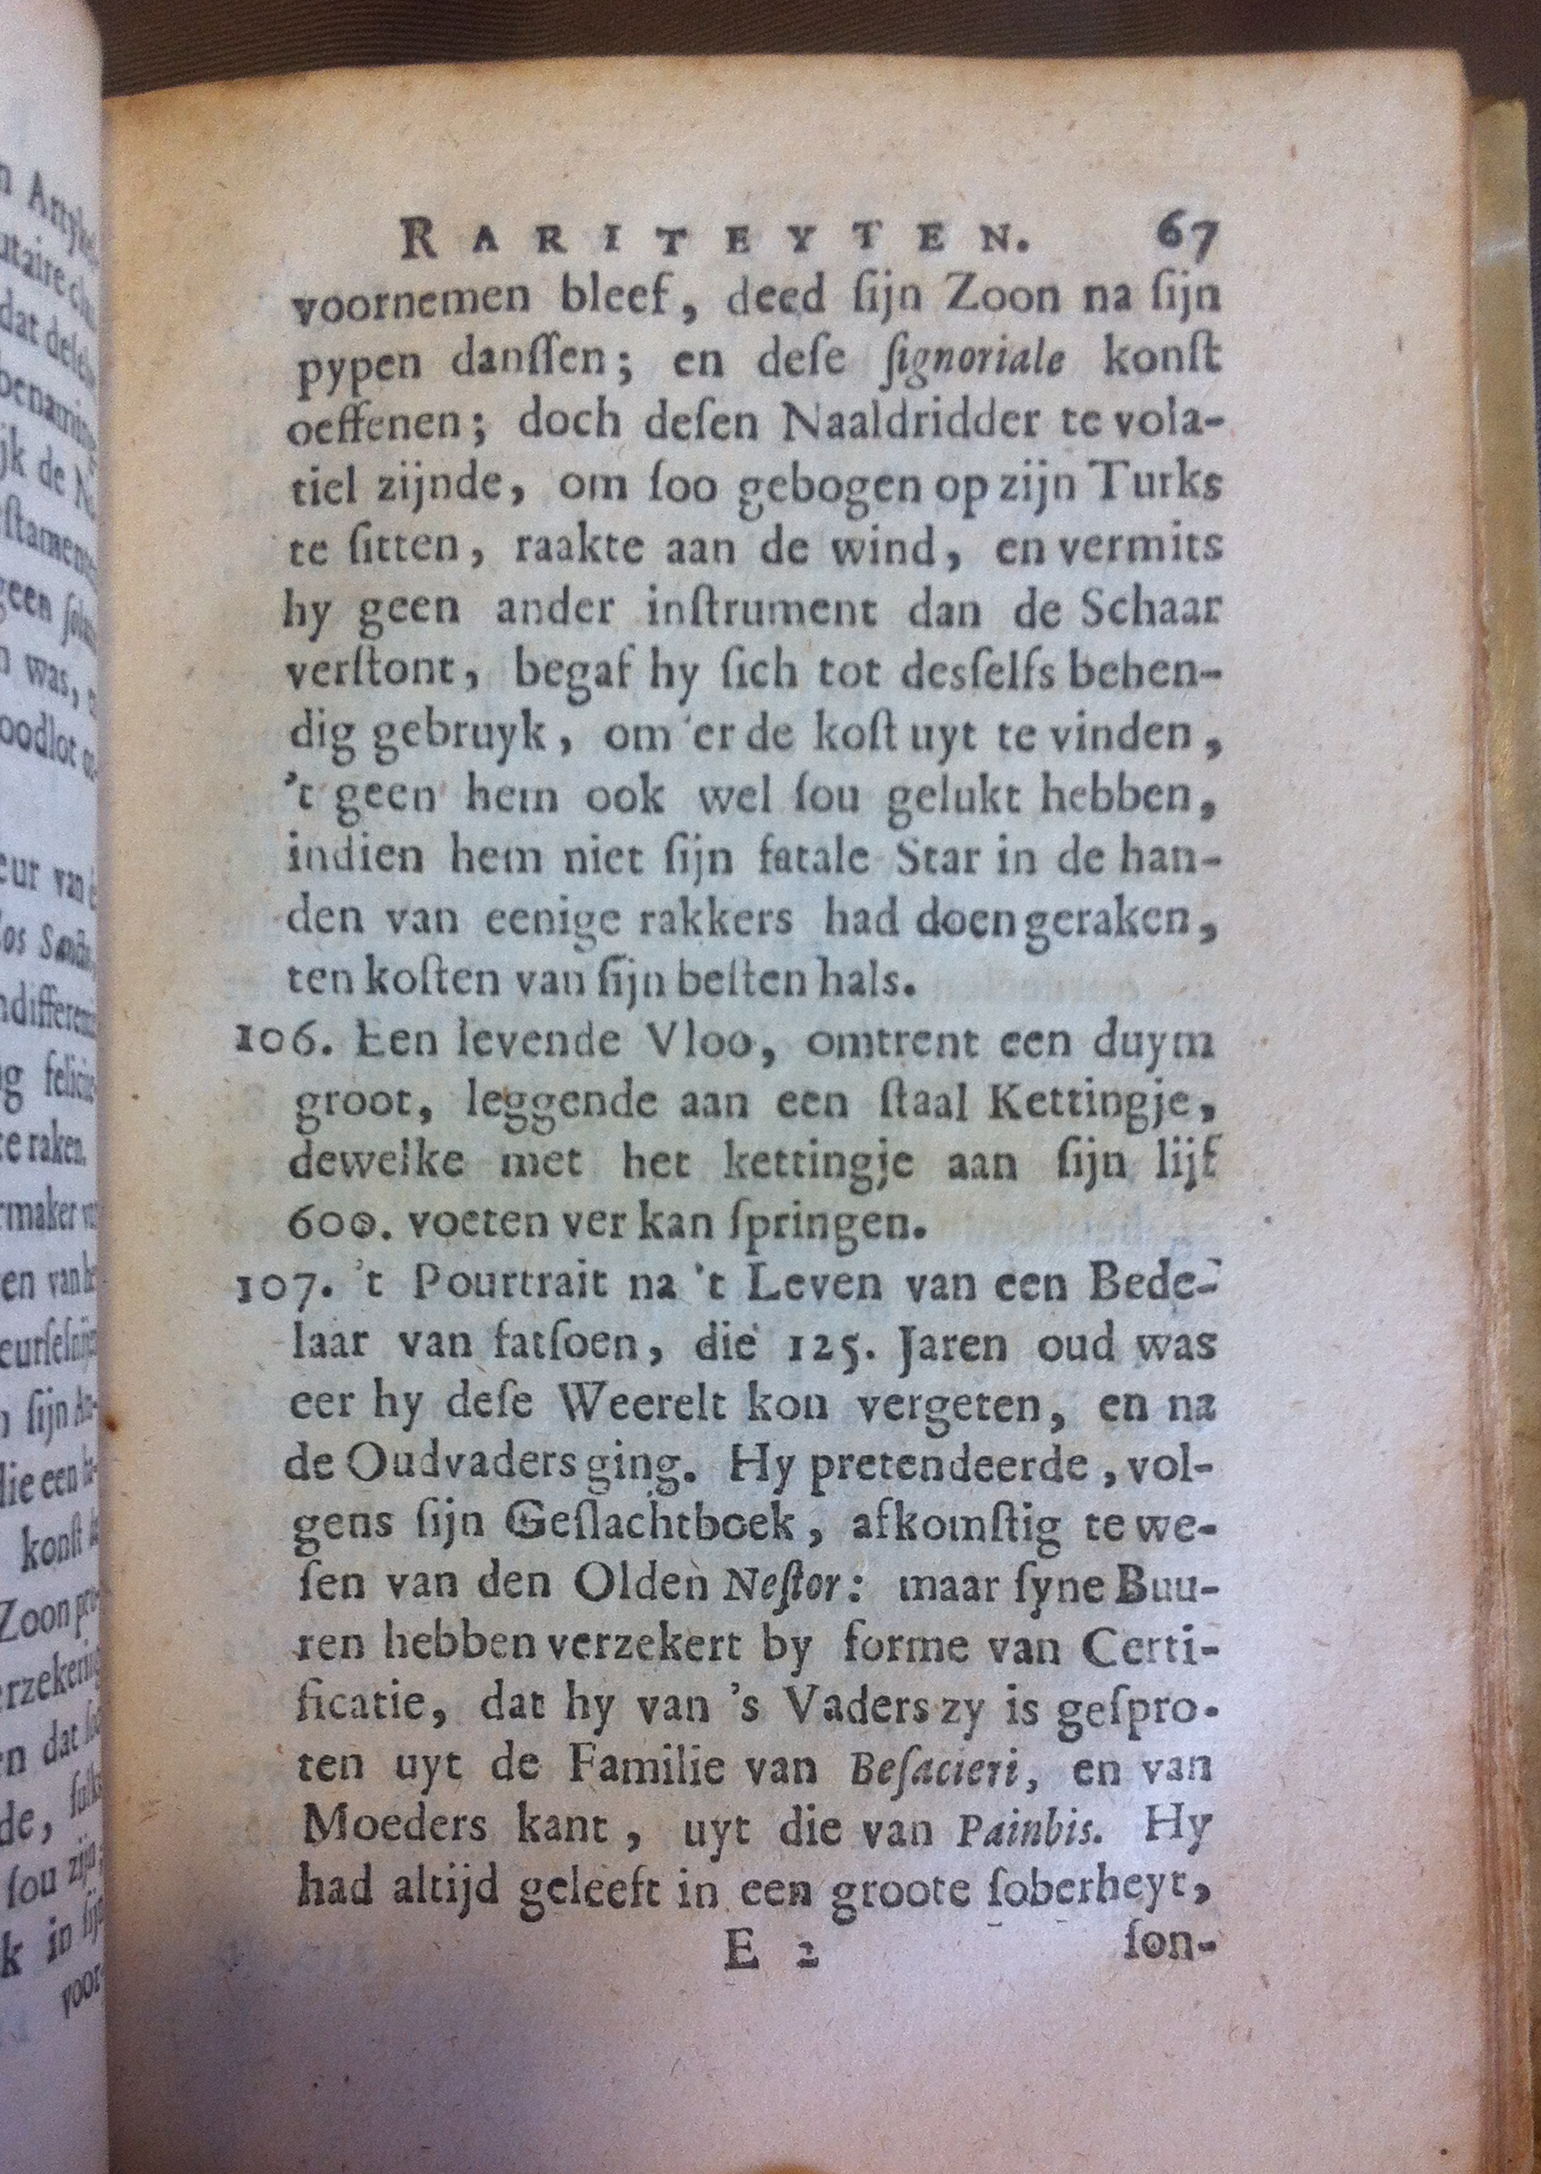 RARITEYTEN. 67
voornemen bleef, deed ſijn Zoon na ſijn
pypen danſſen; en deſe ſignoriale konſt
oeffenen; doch deſen Naaldridder te vola-
tiel zijnde, om ſoo gebogen op zijn Turks
te ſitten, raakte aan de wind, en vermits
hy geen ander inſtrument dan de Schaar
verſtont, begaf hy ſich tot desſelfs behen-
dig gebruyk, om 'er de koſt uyt te vinden,
't geen hem ook wel ſou gelukt hebben,
indien hem niet ſijn fatale Star in de han-
den van eenige rakkers had doen geraken,
ten koſten van ſijn beſten hals.
106. Een levende Vloo, omtrent een duym
groot, leggende aan een ſtaal Kettingje,
dewelke met het kettingje aan ſijn lijf
600. voeten ver kan ſpringen.
107. 't Pourtrait na 't Leven van een Bede-
laar van fatſoen, die 125. Jaren oud was
eer hy deſe Weerelt kon vergeten, en na
de Oudvaders ging. Hy pretendeerde, vol-
gens ſijn Geſlachtboek, afkomſtig te we-
ſen van den Olden Neſtor: maar ſyne Buu-
ren hebben verzekert by forme van Certi-
ficatie, dat hy van 's Vaders zy is geſpro-
ten uyt de Familie van Beſacieri, en van
Moeders kant, uyt die van Painbis. Hy
had altijd geleeft in een groote ſoberheyt,
E 2 ſon-